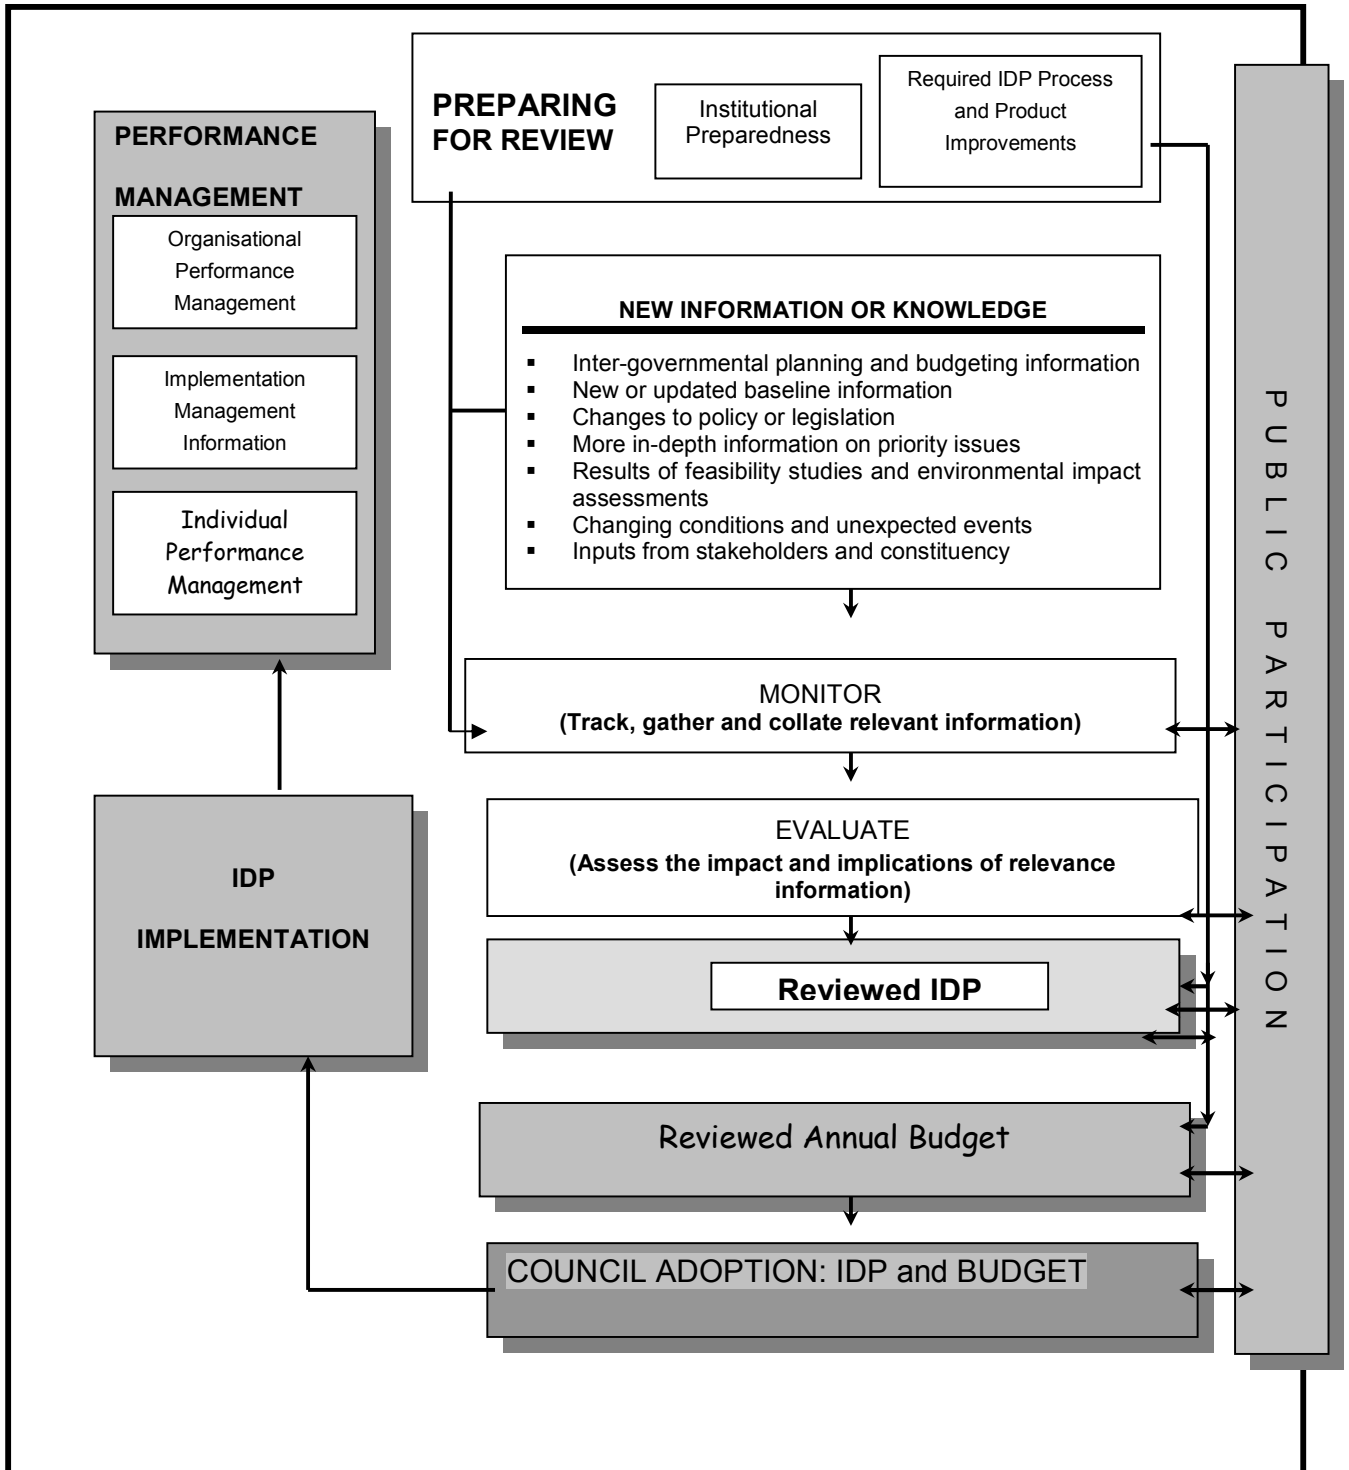 PREPARING
FOR REVIEW
Institutional
Preparedness
Required IDP Process
and Product
Improvements
PERFORMANCE
MANAGEMENT
Organisational
Performance
Management
Implementation
Management
Information
Individual
Performance
Management
NEW INFORMATION OR KNOWLEDGE
▪ Inter-governmental planning and budgeting information
▪ New or updated baseline information
▪ Changes to policy or legislation
▪ More in-depth information on priority issues
▪ Results of feasibility studies and environmental impact
assessments
▪ Changing conditions and unexpected events
▪ Inputs from stakeholders and constituency
MONITOR
(Track, gather and collate relevant information)
EVALUATE
(Assess the impact and implications of relevance
information)
Reviewed IDP
Reviewed Annual Budget
COUNCIL ADOPTION: IDP and BUDGET
IDP
IMPLEMENTATION
PUBLIC PARTICIPATION